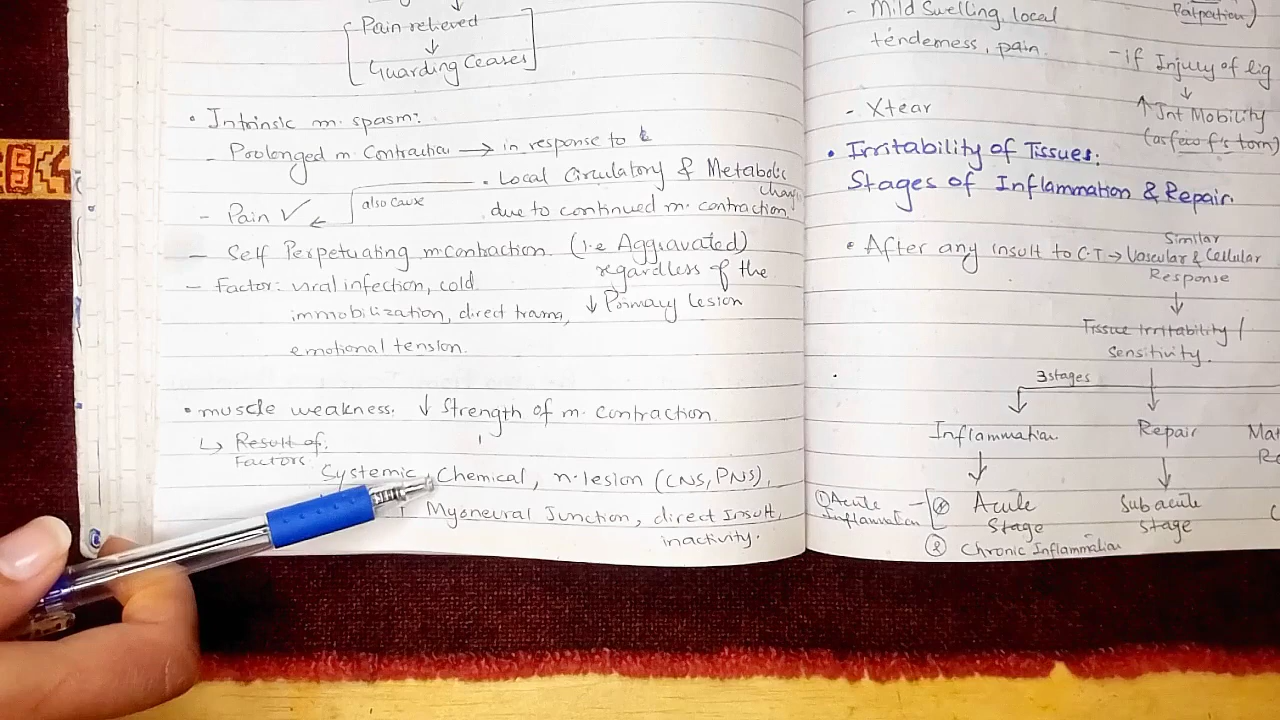 Pain relieved
↓
Guarding Ceases
• Intrinsic m. spasm:
- Prolonged m. Contraction → in response to
• Local Circulatory & Metabolic
changes
also cause
due to continued m. contraction.
- Pain ✓
- Self Perpetuating m. contraction (i.e Aggravated)
regardless of the
↓ Primary lesion
- Factor: viral infection, cold
immobilization, direct trama,
emotional tension.
• muscle weakness. ↓ Strength of m. contraction.
↳ Result of.
Factors:
Systemic, Chemical, n. lesion (CNS, PNS),
Myoneural Junction, direct Insult,
inactivity.
- Mild Swelling, local
tenderness, pain.
Palpation)
- if Injury of lig
↓
- Xtear
↑ Jnt Mobility
• Irritability of Tissues:
Stages of Inflammation & Repair.
• After any insult to C.T → Vascular & Cellular
Similar
Response
↓
Tissue irritability /
Sensitivity.
3 stages
Inflammation
Repair
↓
↓
① Acute
Inflammation
Acute
Stage
Subacute
Stage
② Chronic Inflammation